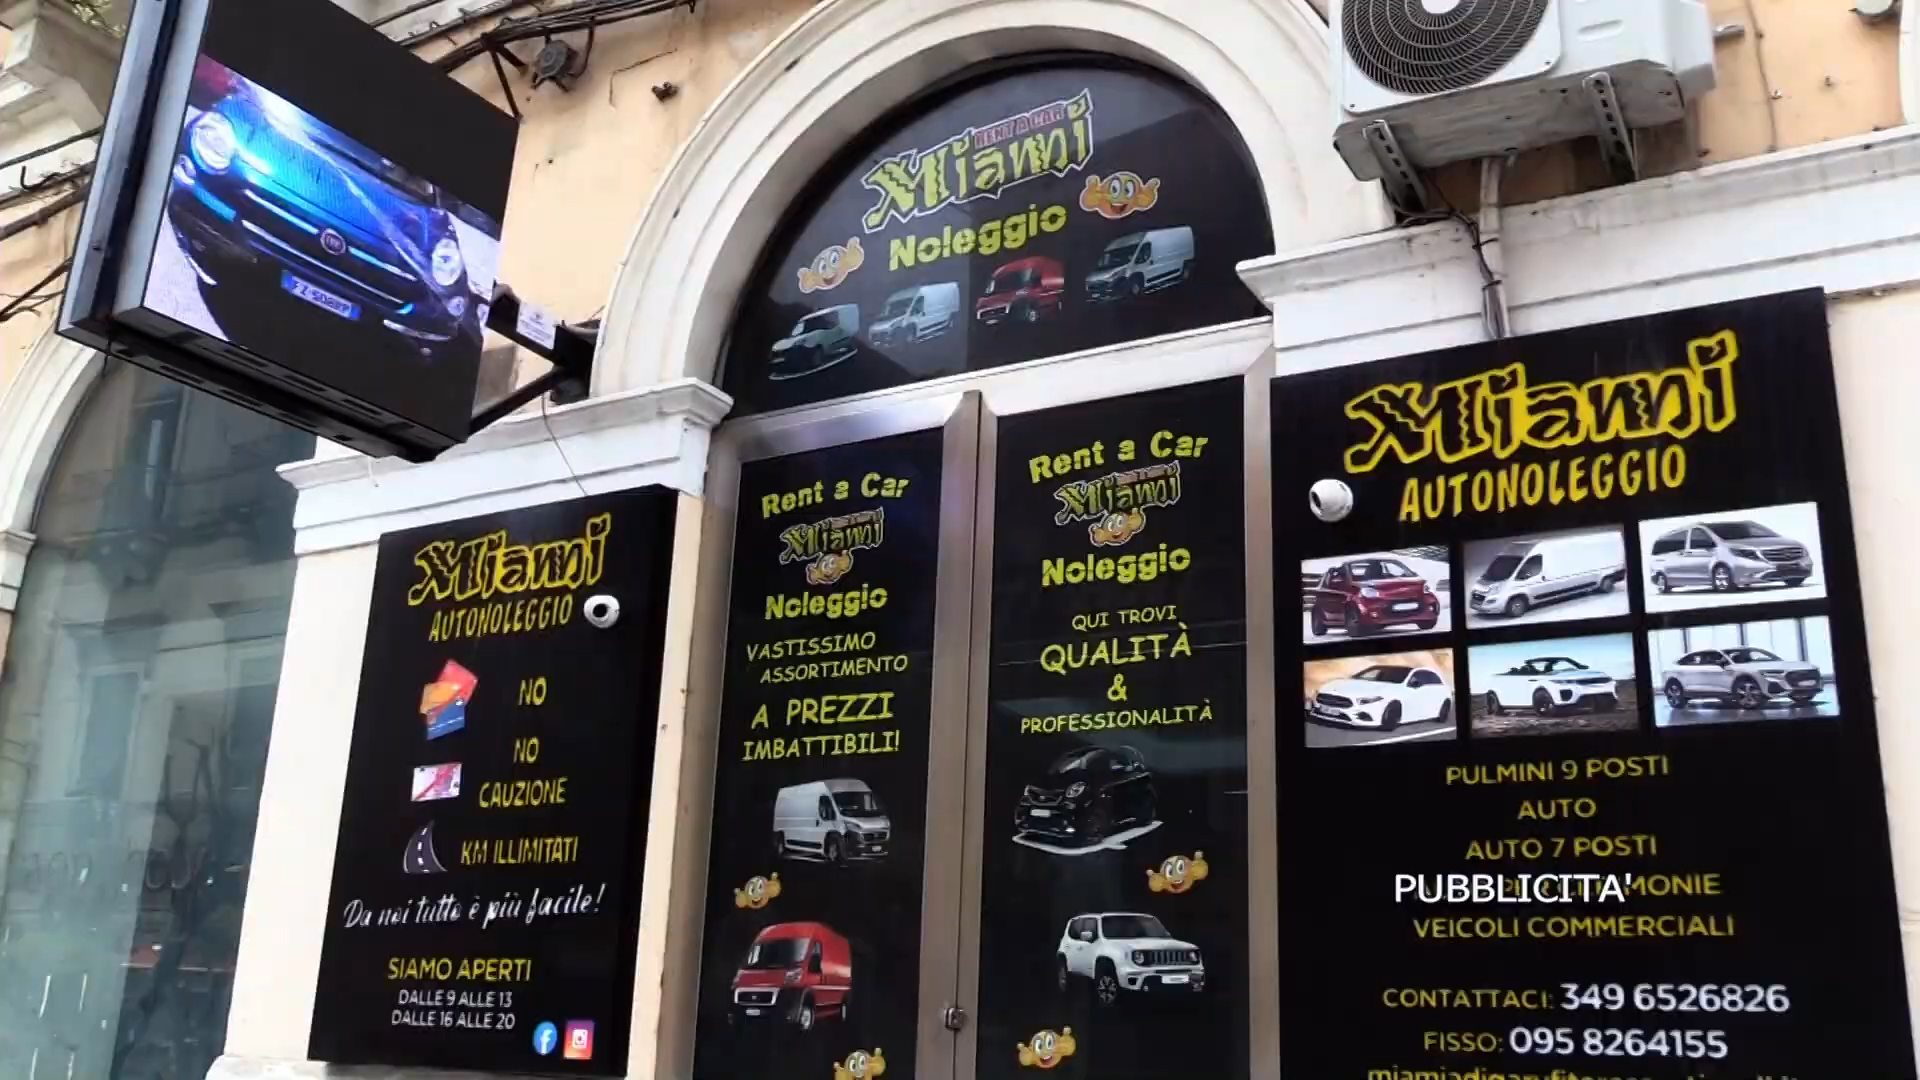 RENT A CAR
Miami
Noleggio
Miami
AUTONOLEGGIO
NO
NO
CAUZIONE
KM ILLIMITATI
Da noi tutto è più facile!
SIAMO APERTI
DALLE 9 ALLE 13
DALLE 16 ALLE 20
Rent a Car
Miami
Noleggio
VASTISSIMO
ASSORTIMENTO
A PREZZI
IMBATTIBILI!
Rent a Car
Miami
Noleggio
QUI TROVI
QUALITÀ
&
PROFESSIONALITÀ
Miami
AUTONOLEGGIO
PULMINI 9 POSTI
AUTO
AUTO 7 POSTI
PUBBLICITA'
VEICOLI COMMERCIALI
CONTATTACI: 349 6526826
FISSO: 095 8264155